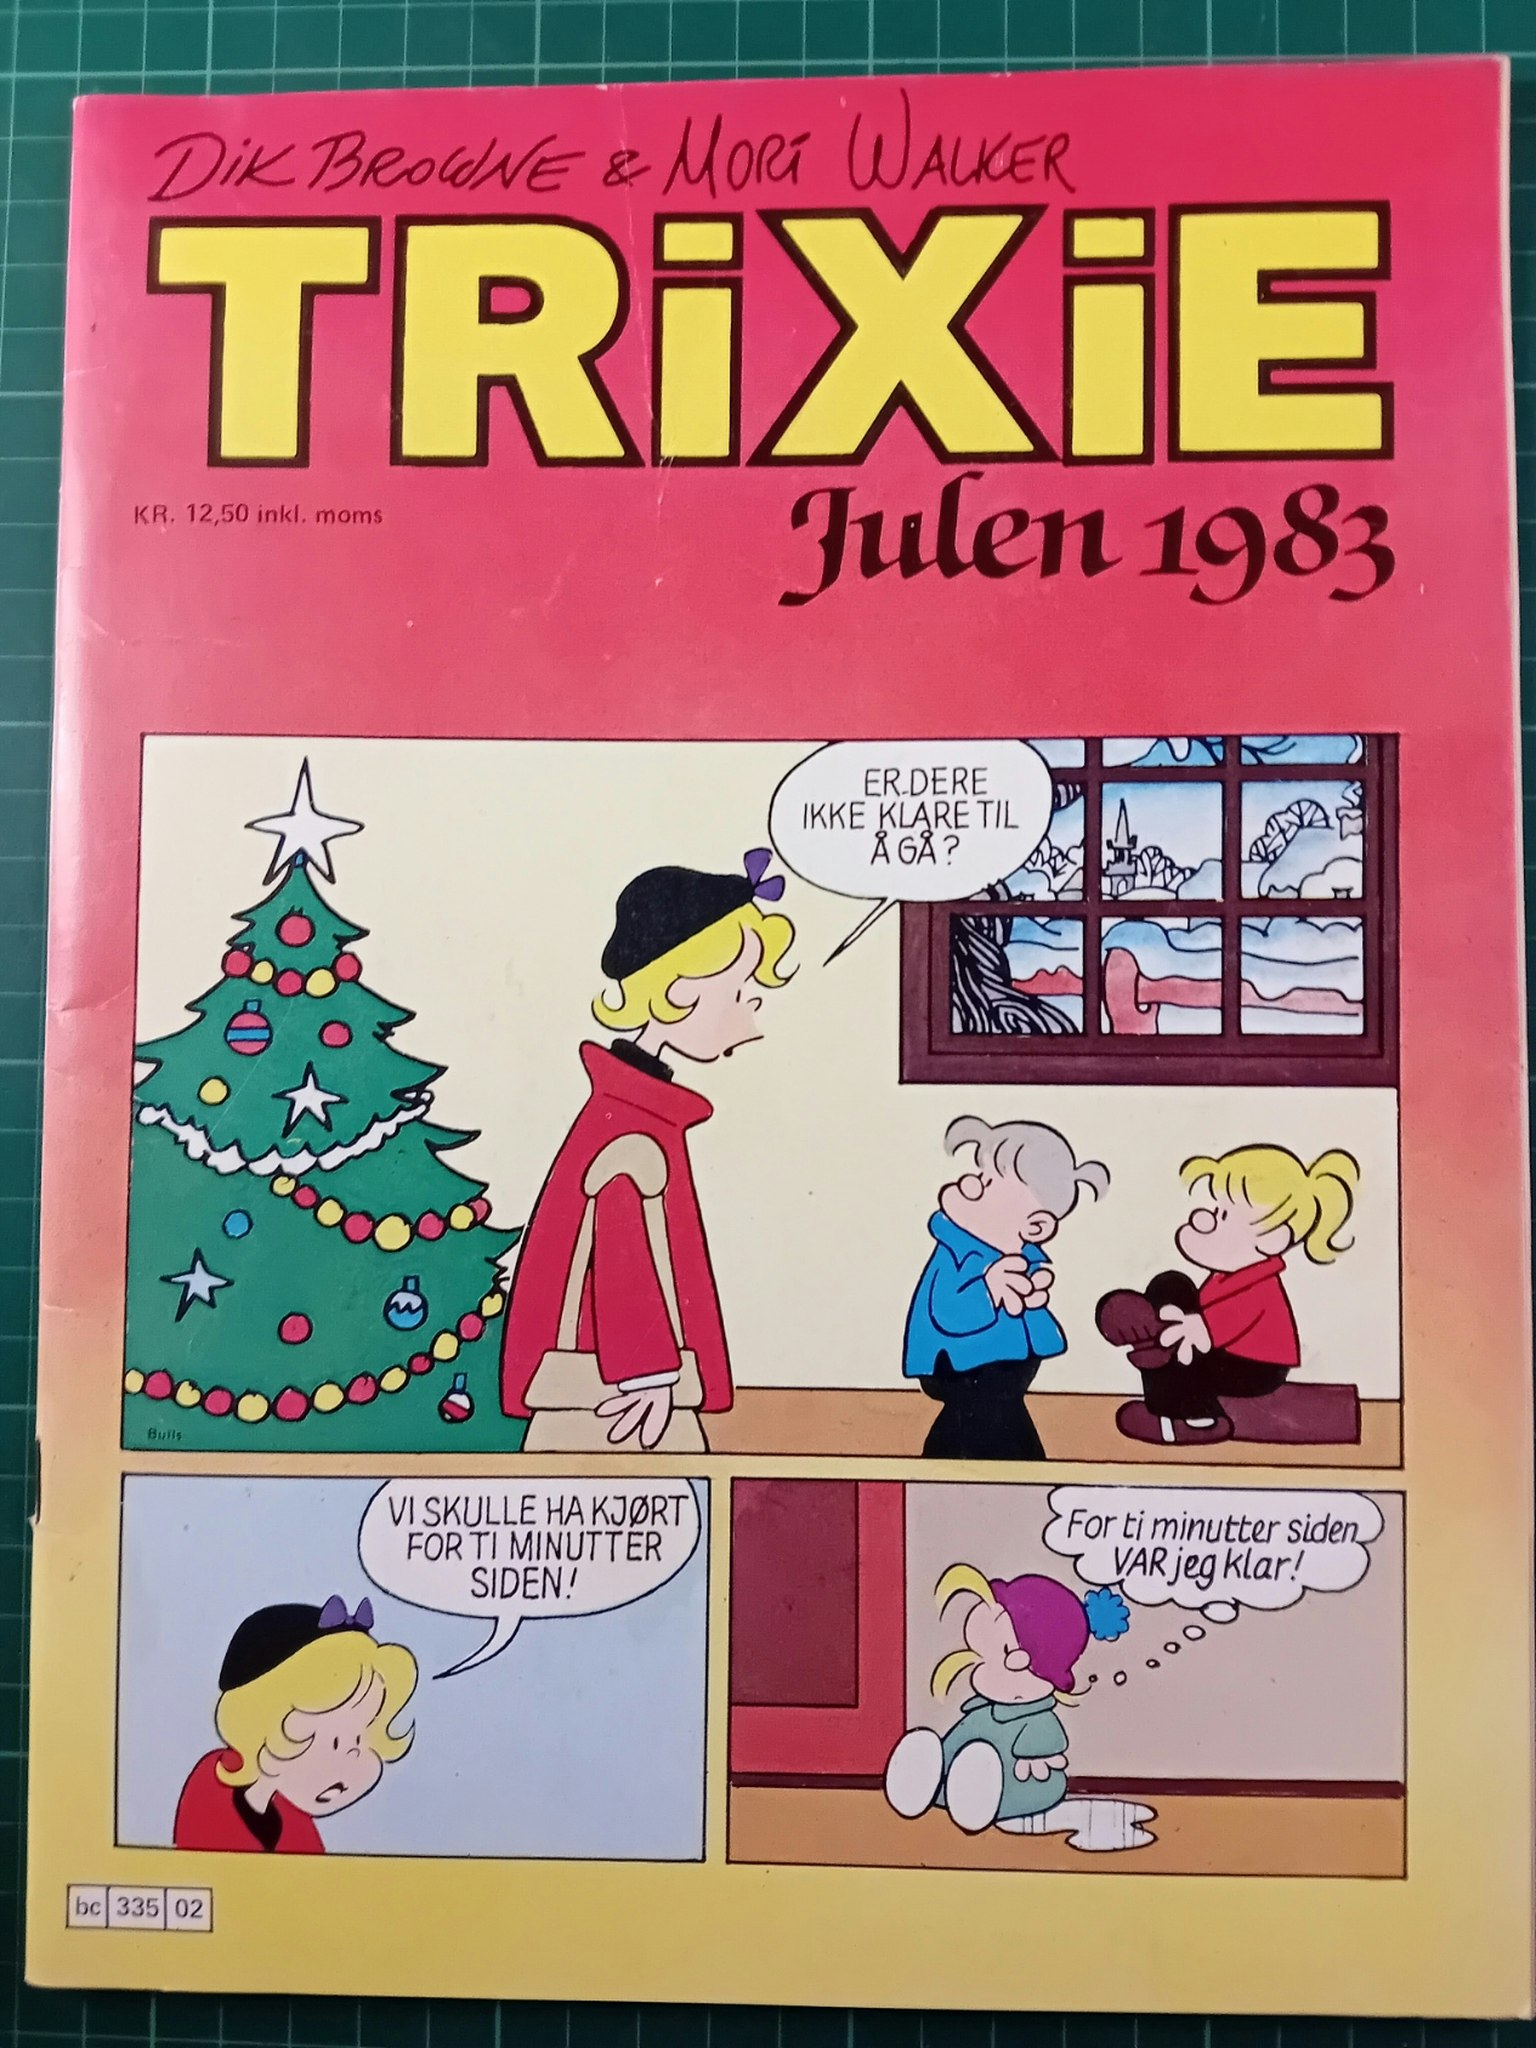 Dik Browne & Mori Walker
TRiXiE
KR. 12,50 inkl. moms
Julen 1983
ER DERE
IKKE KLARE TIL
Å GÅ?
Bulls
VI SKULLE HA KJØRT
FOR TI MINUTTER
SIDEN!
For ti minutter siden
VAR jeg klar!
bc 335 02